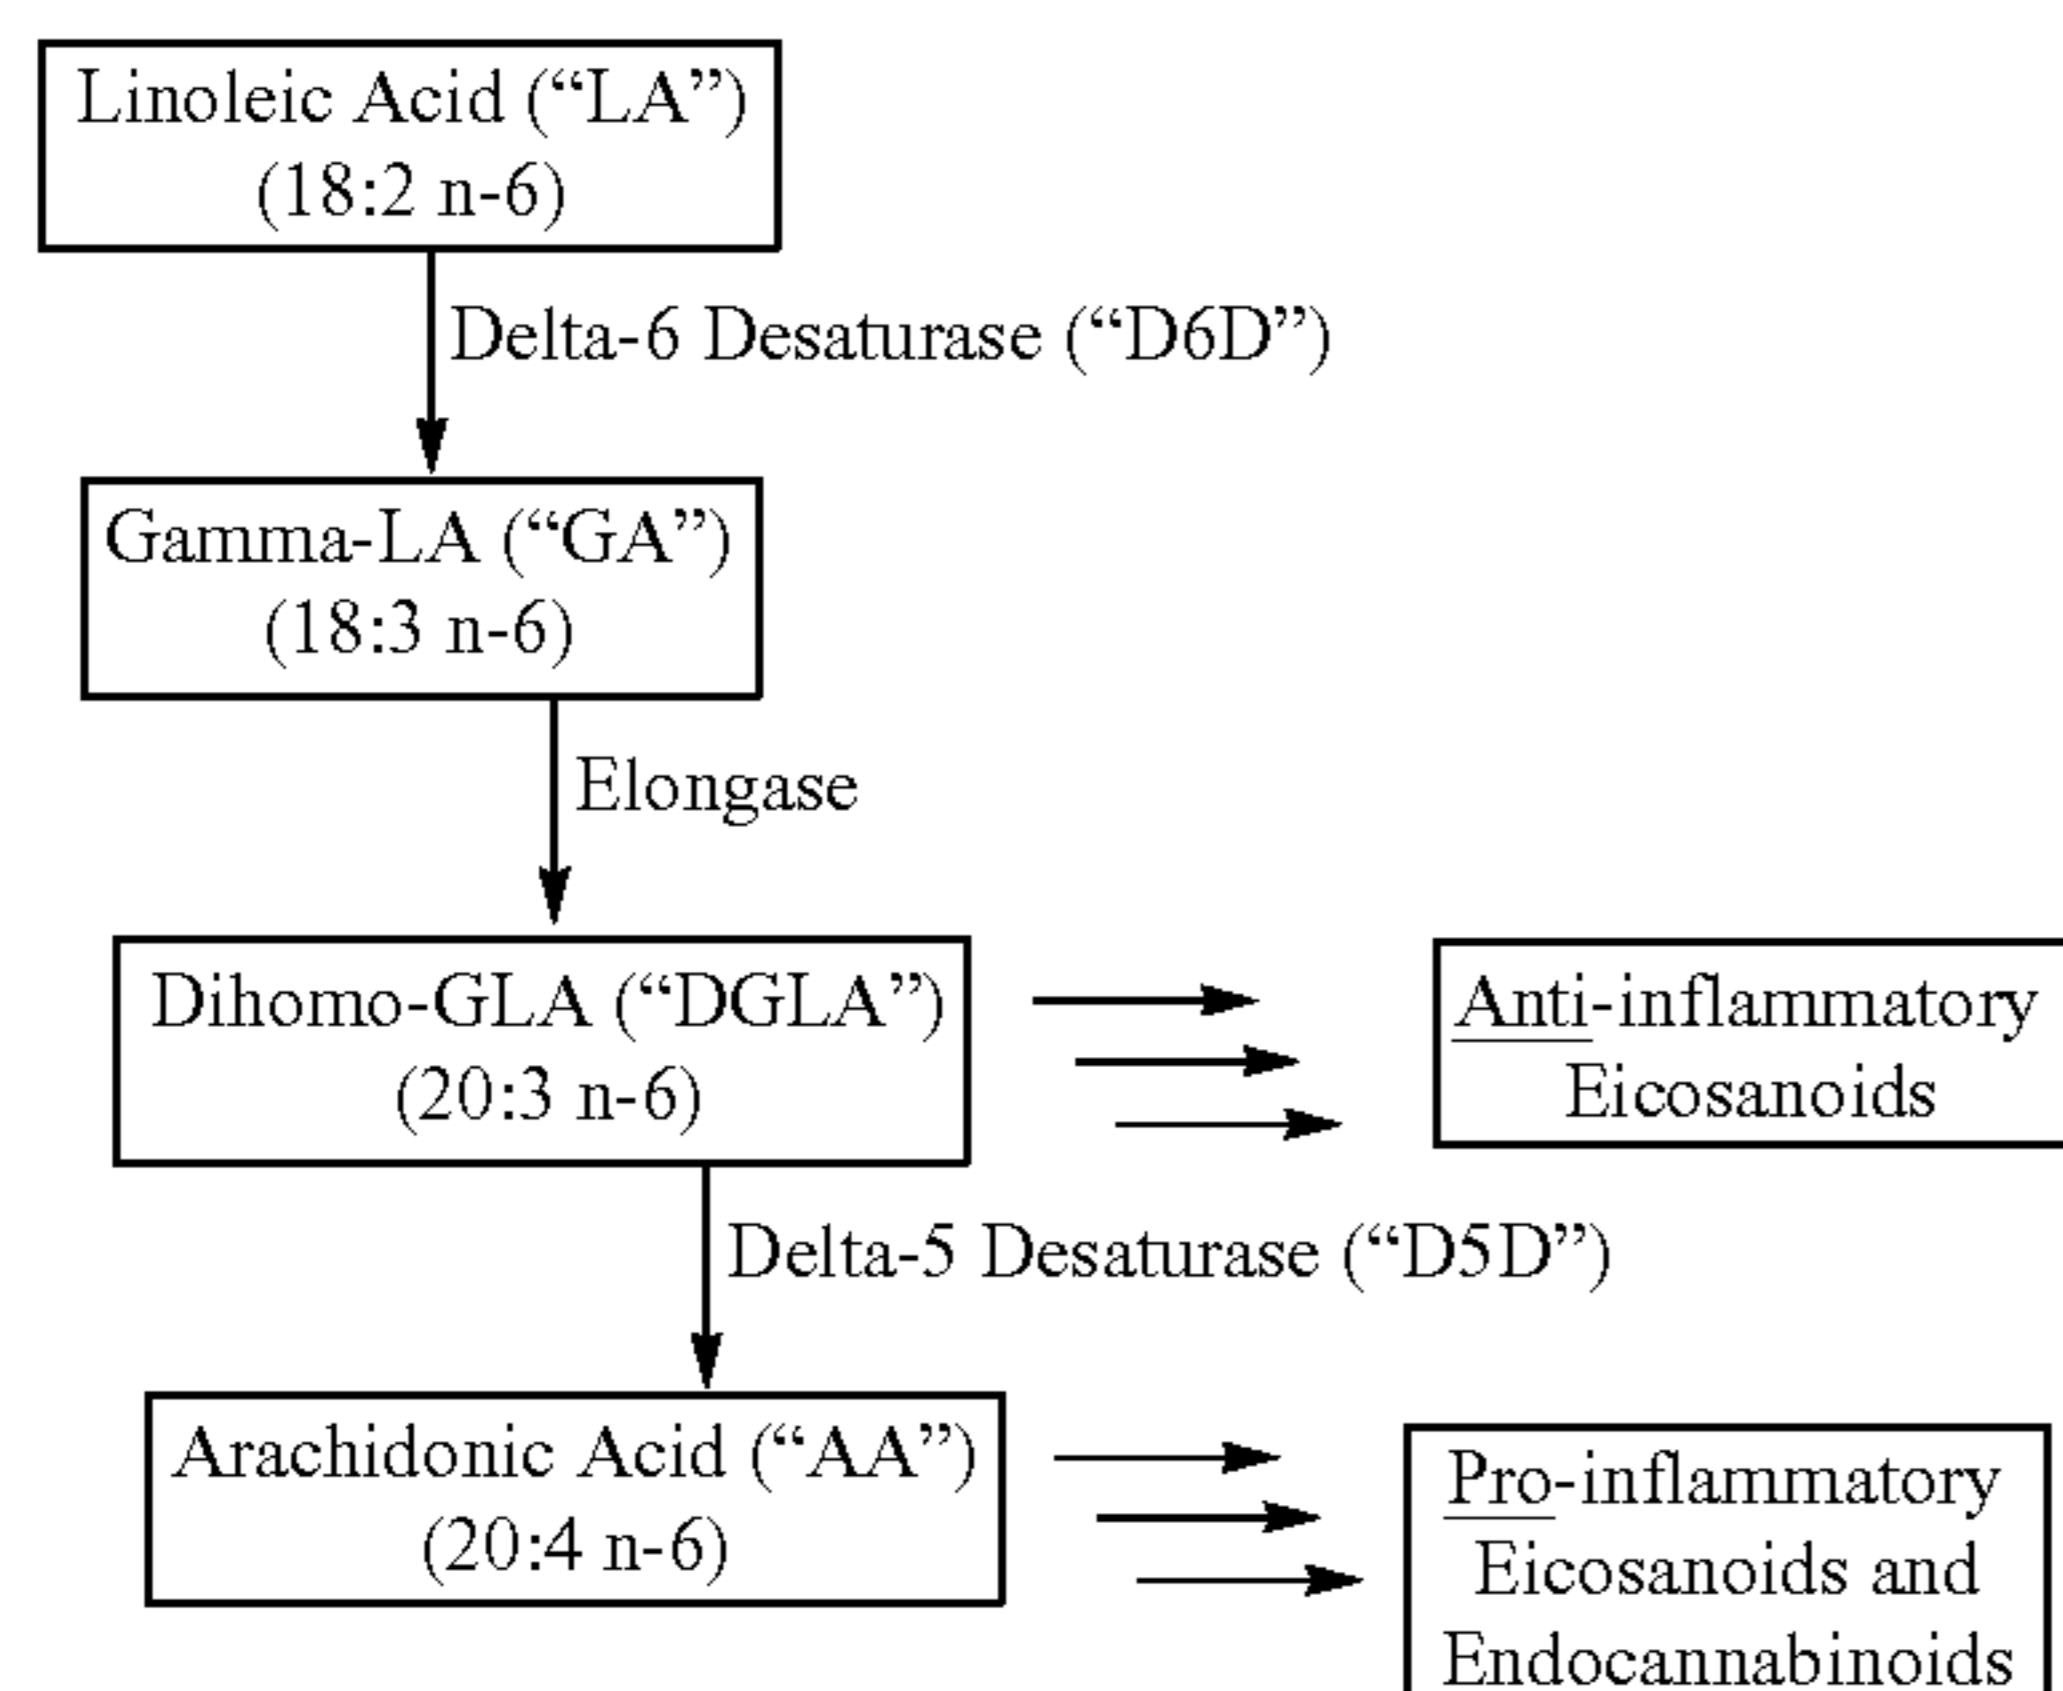 Linoleic Acid (“LA”)
(18:2 n-6)
Delta-6 Desaturase (“D6D”)
Gamma-LA (“GA”)
(18:3 n-6)
Elongase
Dihomo-GLA (“DGLA”)
(20:3 n-6)
Anti-inflammatory
Eicosanoids
Delta-5 Desaturase (“D5D”)
Arachidonic Acid (“AA”)
(20:4 n-6)
Pro-inflammatory
Eicosanoids and
Endocannabinoids